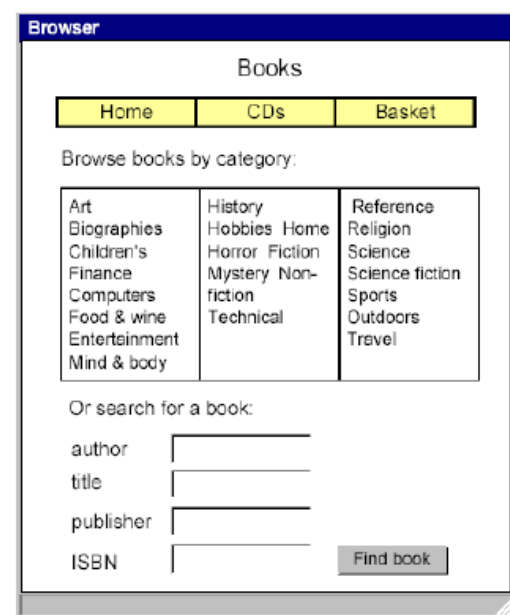 Browser
Books
Home CDs Basket
Browse books by category:
Art
Biographies
Children's
Finance
Computers
Food & wine
Entertainment
Mind & body
History
Hobbies Home
Horror Fiction
Mystery Non-
fiction
Technical
Reference
Religion
Science
Science fiction
Sports
Outdoors
Travel
Or search for a book:
author
title
publisher
ISBN
Find book